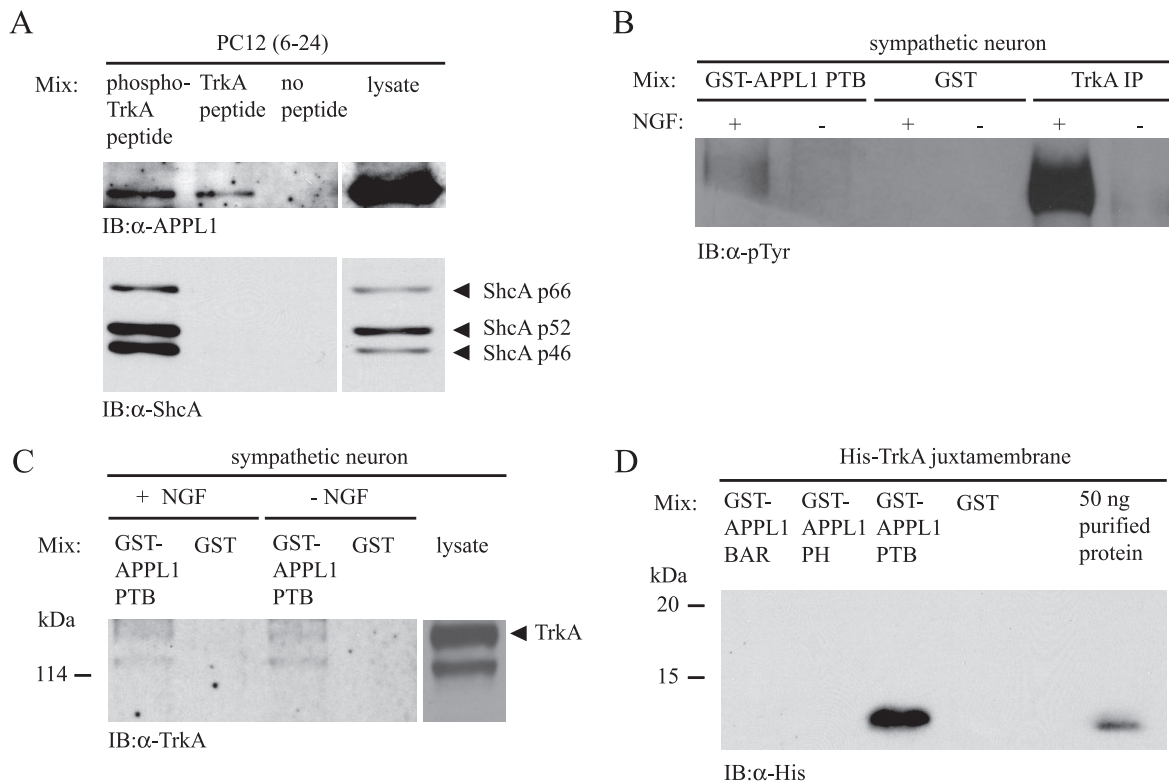 A
PC12 (6-24)
Mix:
phospho-
TrkA
peptide
TrkA
peptide
no
peptide
lysate
IB:α-APPL1
ShcA p66
ShcA p52
ShcA p46
IB:α-ShcA
B
sympathetic neuron
Mix: GST-APPL1 PTB GST TrkA IP
NGF: + - + - + -
IB:α-pTyr
C
sympathetic neuron
+ NGF - NGF
Mix:
GST-
APPL1
PTB
GST
GST-
APPL1
PTB
GST
lysate
kDa
114
TrkA
IB:α-TrkA
D
His-TrkA juxtamembrane
Mix:
GST-
APPL1
BAR
GST-
APPL1
PH
GST-
APPL1
PTB
GST
50 ng
purified
protein
kDa
20
15
IB:α-His